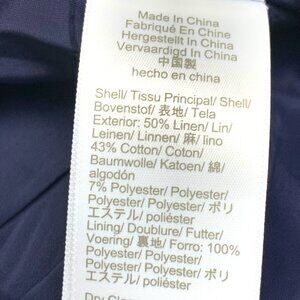 Made In China
Fabriqué En Chine
Hergestellt In China
Vervaardigd In China
中国製
hecho en china
Shell/ Tissu Principal/ Shell/
Bovenstof/ 表地/ Tela
Exterior: 50% Linen/ Lin/
Leinen/ Linnen/ 麻/ lino
43% Cotton/ Coton/
Baumwolle/ Katoen/ 綿/
algodón
7% Polyester/ Polyester/
Polyester/ Polyester/ ポリ
エステル/ poliéster
Lining/ Doublure/ Futter/
Voering/ 裏地/ Forro: 100%
Polyester/ Polyester/
Polyester/ Polyester/ ポリ
エステル/ poliéster